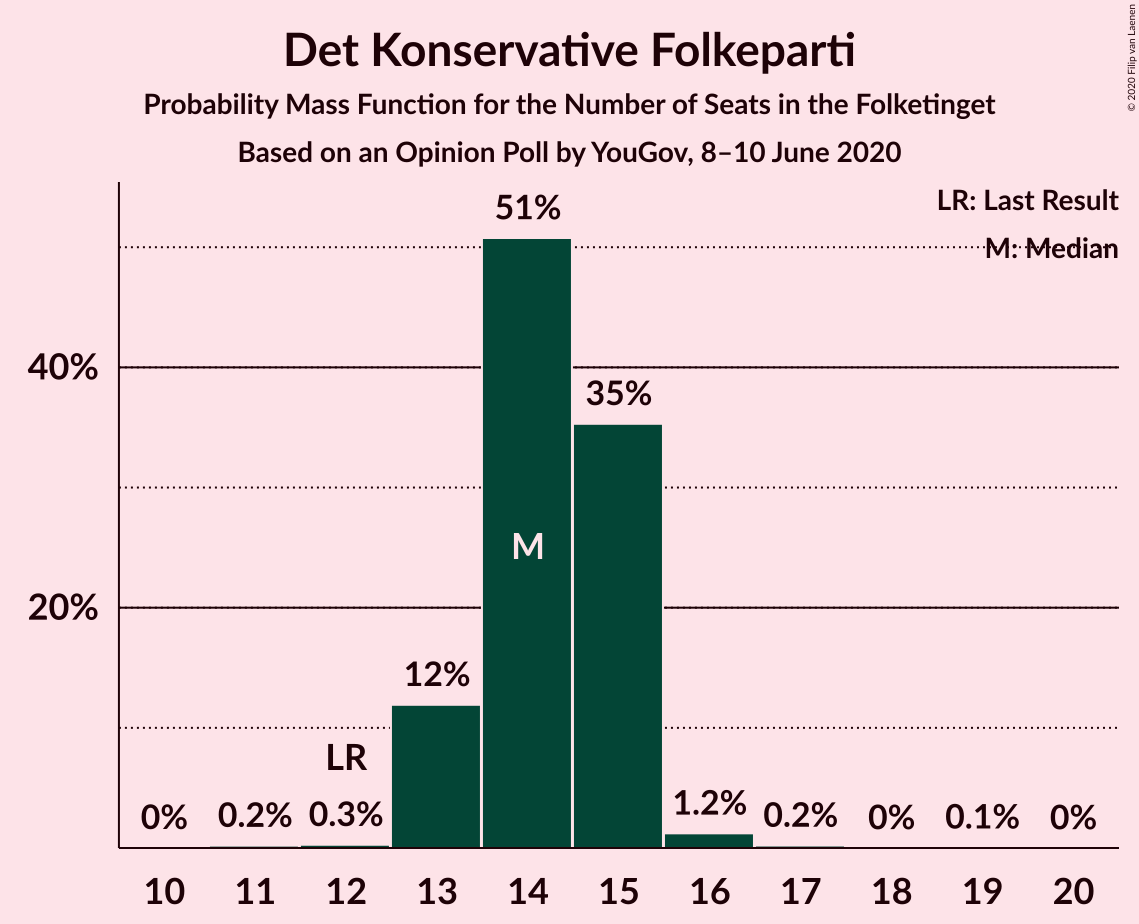 Det Konservative Folkeparti
Probability Mass Function for the Number of Seats in the Folketinget
Based on an Opinion Poll by YouGov, 8–10 June 2020
© 2020 Filip van Laenen
LR: Last Result
M: Median
51%
40%
35%
M
20%
12%
LR
0% 0.2% 0.3% 1.2% 0.2% 0% 0.1% 0%
10 11 12 13 14 15 16 17 18 19 20